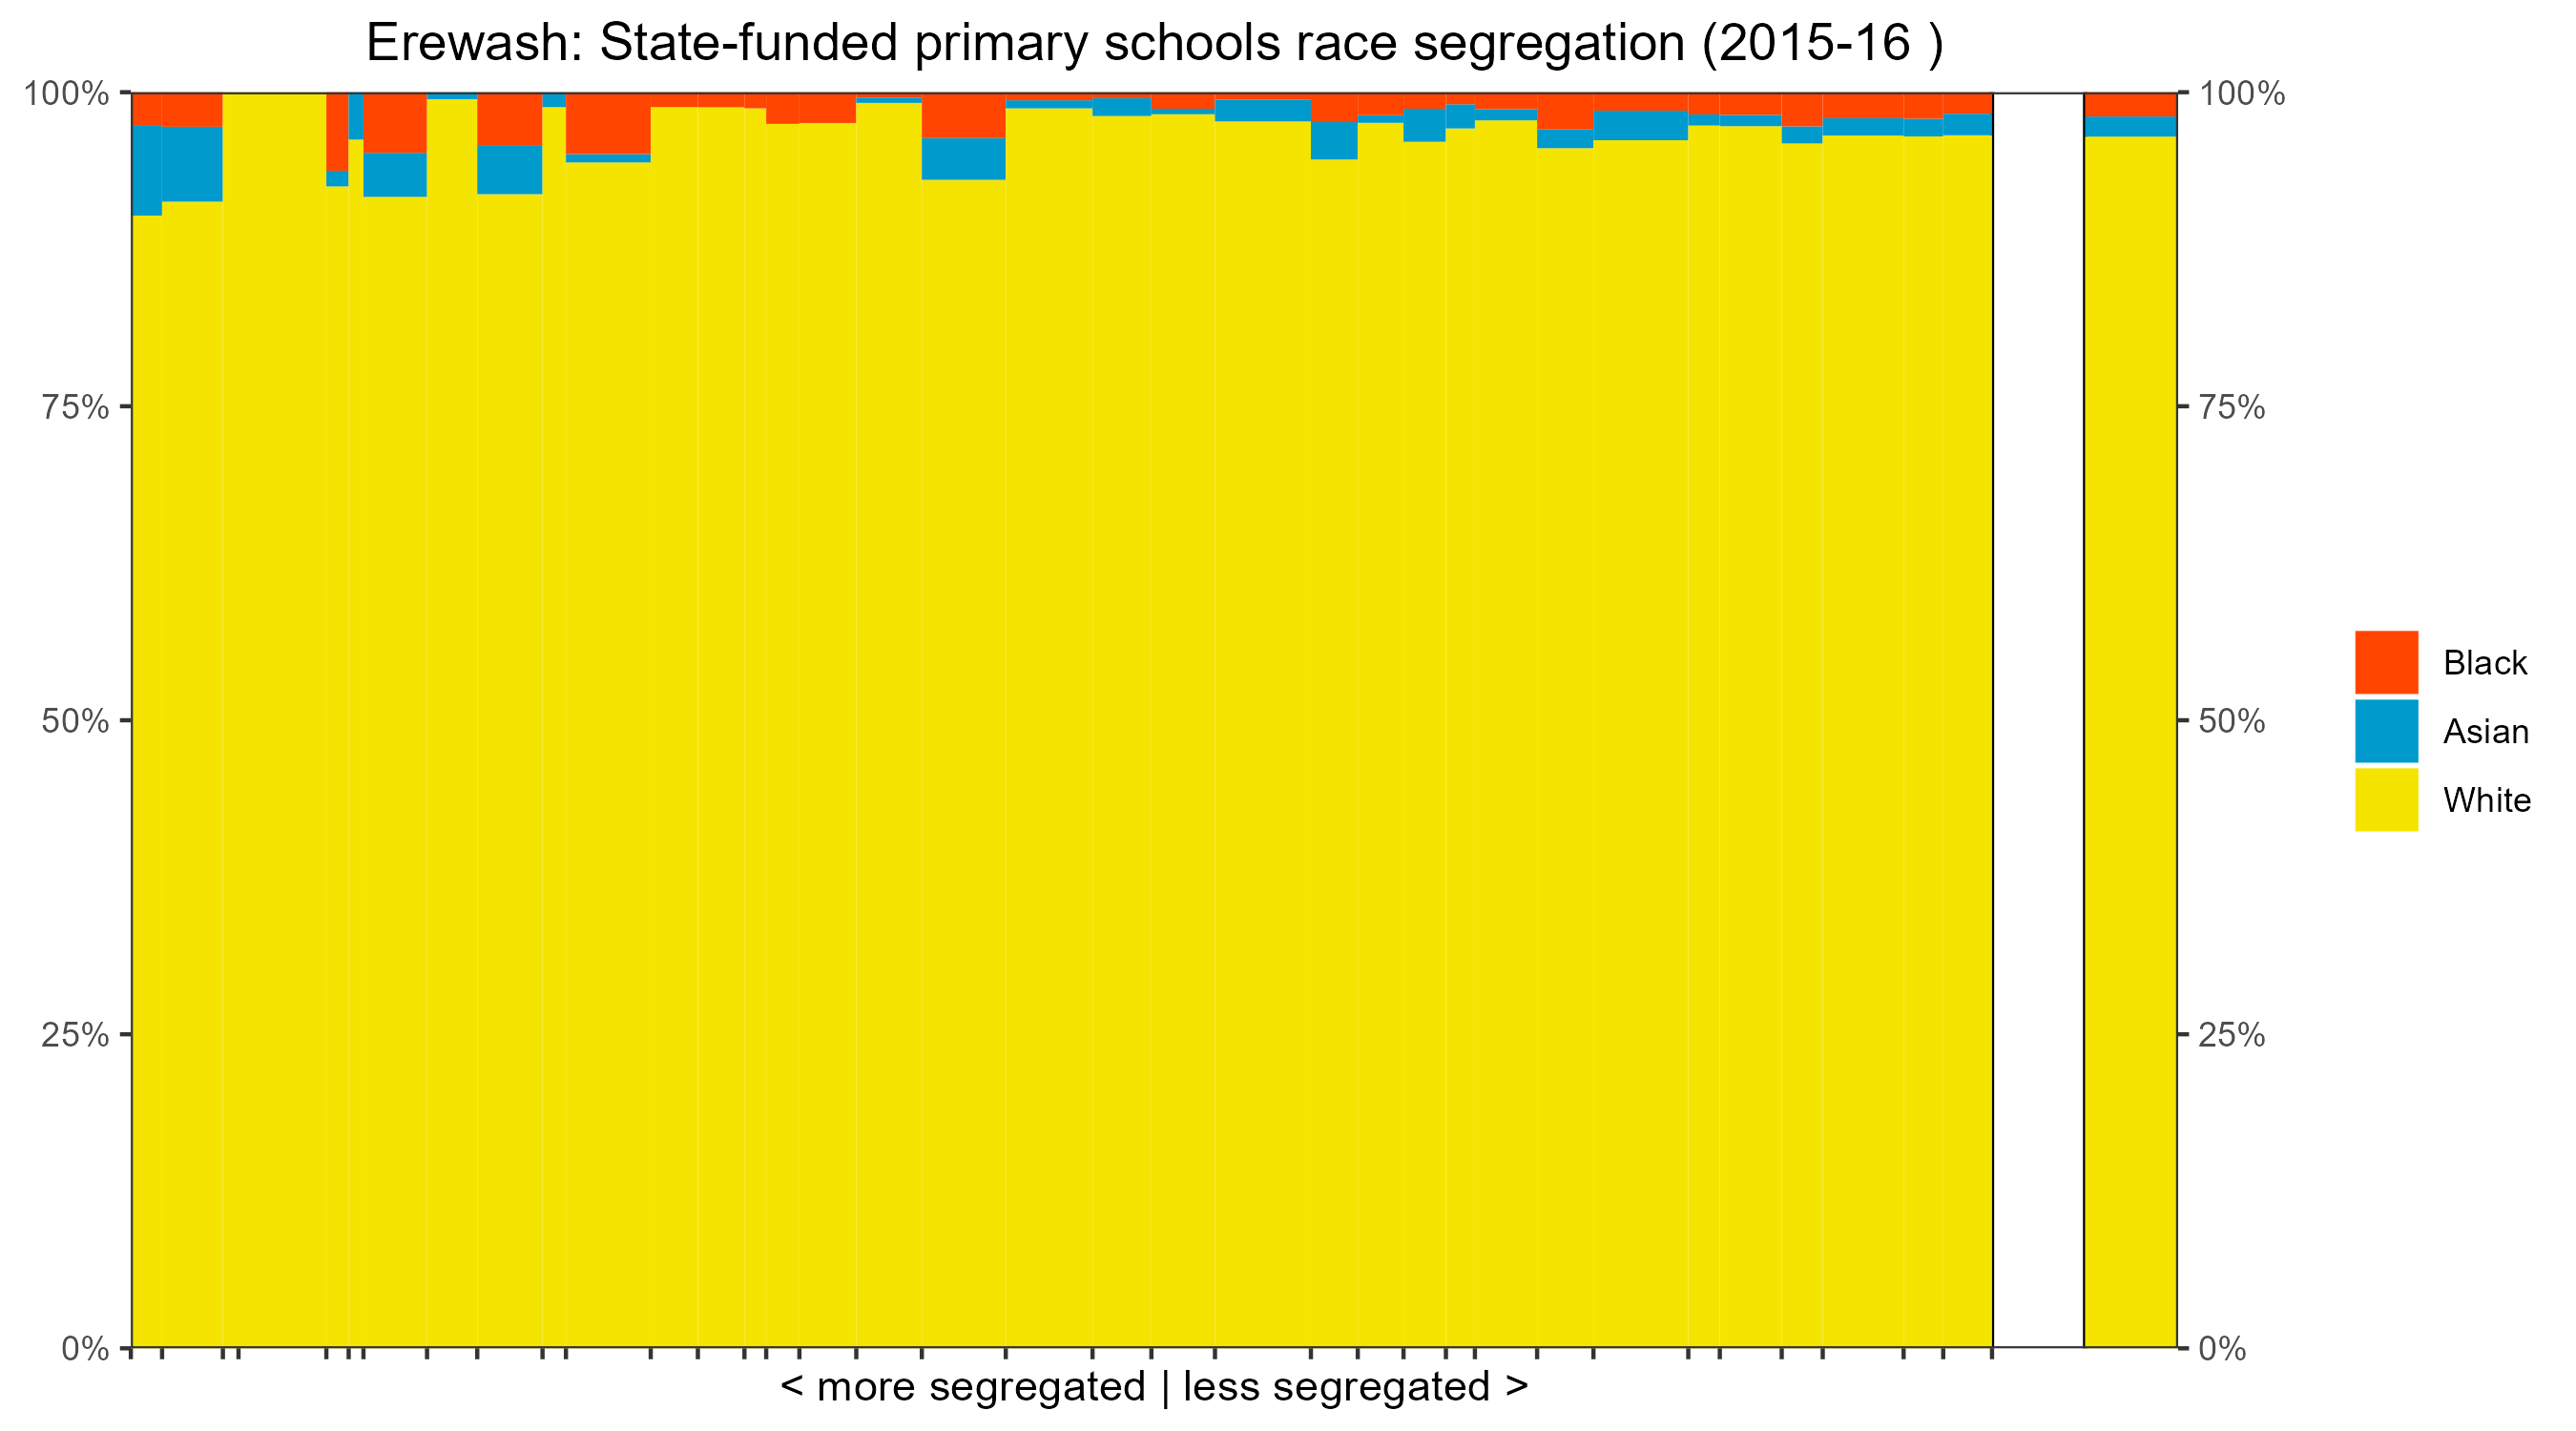 Erewash: State-funded primary schools race segregation (2015-16 )
100%
75%
50%
25%
0%
100%
75%
50%
25%
0%
Black
Asian
White
< more segregated | less segregated >